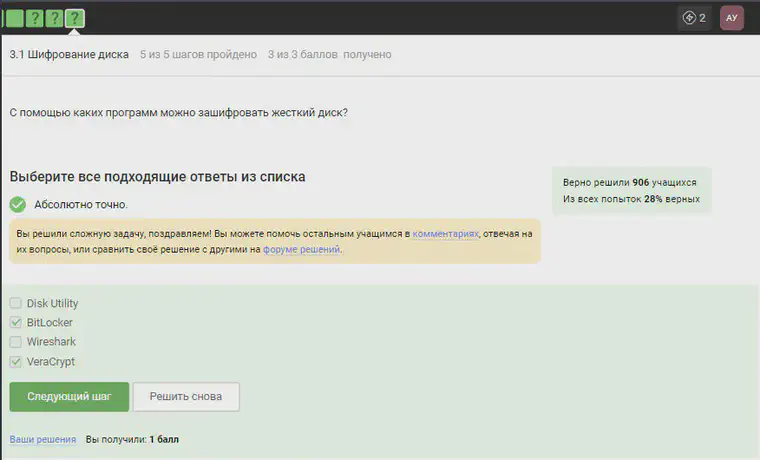 ? ? ?
2
АУ
3.1 Шифрование диска 5 из 5 шагов пройдено 3 из 3 баллов получено
С помощью каких программ можно зашифровать жесткий диск?
Выберите все подходящие ответы из списка
Верно решили 906 учащихся
Из всех попыток 28% верных
Абсолютно точно.
Вы решили сложную задачу, поздравляем! Вы можете помочь остальным учащимся в комментариях, отвечая на
их вопросы, или сравнить своё решение с другими на форуме решений.
Disk Utility
BitLocker
Wireshark
VeraCrypt
Следующий шаг Решить снова
Ваши решения Вы получили: 1 балл